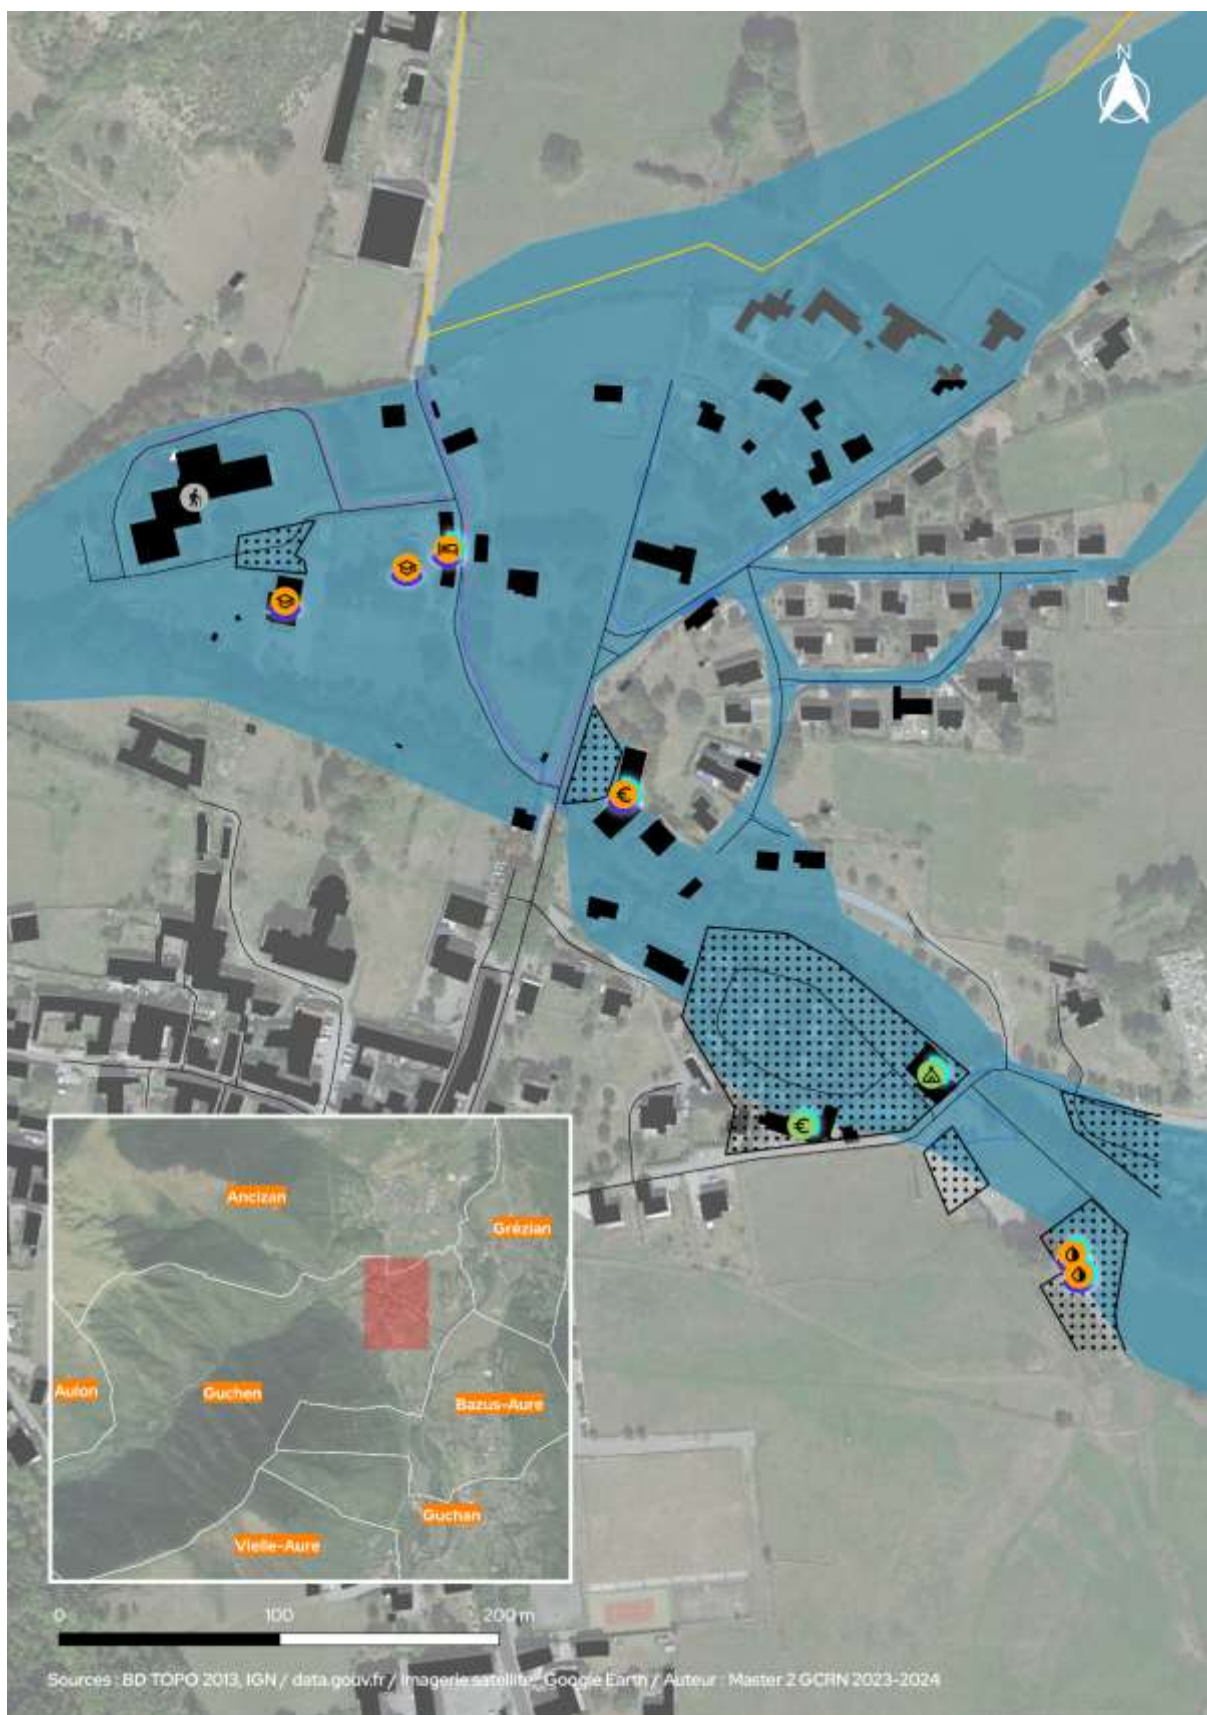 N
Ancizan
Grézian
Aulon
Guchen
Bazus-Aure
Guchan
Vielle-Aure
0 100 200 m
Sources : BD TOPO 2013, IGN / data.gouv.fr / Imagerie satellite : Google Earth / Auteur : Master 2 GCRN 2023-2024